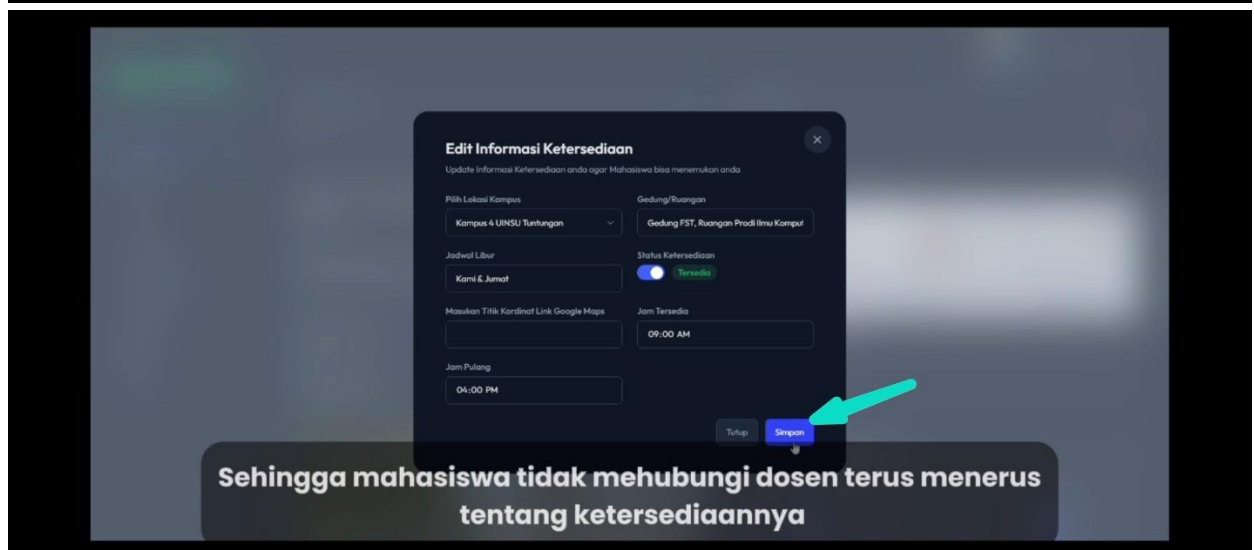 Edit Informasi Ketersediaan
Update Informasi Ketersediaan anda agar Mahasiswa bisa menemukan anda
Pilih Lokasi Kampus
Gedung/Ruangan
Kampus 4 UINSU Tuntungan
Gedung FST, Ruangan Prodi Ilmu Komput
Jadwal Libur
Status Ketersediaan
Kami & Jumat
Tersedia
Masukan Titik Kordinat Link Google Maps
Jam Tersedia
09:00 AM
Jam Pulang
04:00 PM
Tutup
Simpan
Sehingga mahasiswa tidak mehubungi dosen terus menerus
tentang ketersediaannya